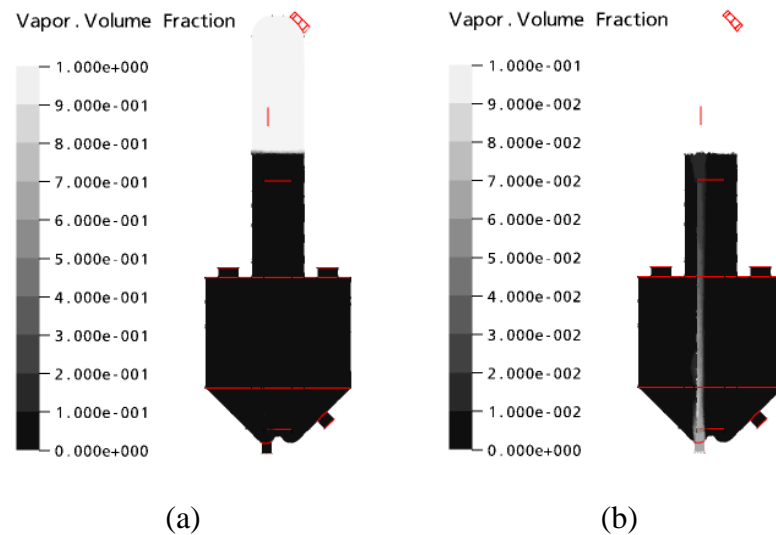 Vapor.Volume Fraction
1.000e+000
9.000e-001
8.000e-001
7.000e-001
6.000e-001
5.000e-001
4.000e-001
3.000e-001
2.000e-001
1.000e-001
0.000e+000
(a)
Vapor.Volume Fraction
1.000e-001
9.000e-002
8.000e-002
7.000e-002
6.000e-002
5.000e-002
4.000e-002
3.000e-002
2.000e-002
1.000e-002
0.000e+000
(b)